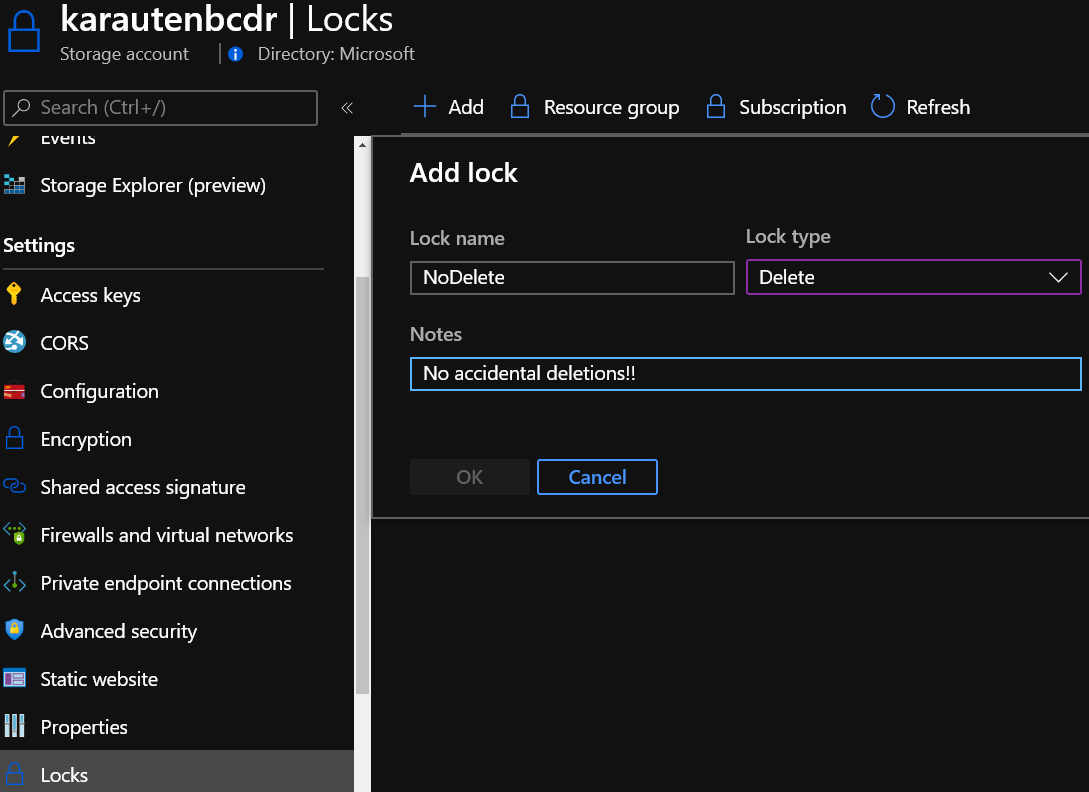 karautenbcdr | Locks
Storage account
Directory: Microsoft
Search (Ctrl+/)
«
Events
Storage Explorer (preview)
Settings
Access keys
CORS
Configuration
Encryption
Shared access signature
Firewalls and virtual networks
Private endpoint connections
Advanced security
Static website
Properties
Locks
Add Resource group Subscription Refresh
Add lock
Lock name
NoDelete
Lock type
Delete
Notes
No accidental deletions!!
OK Cancel